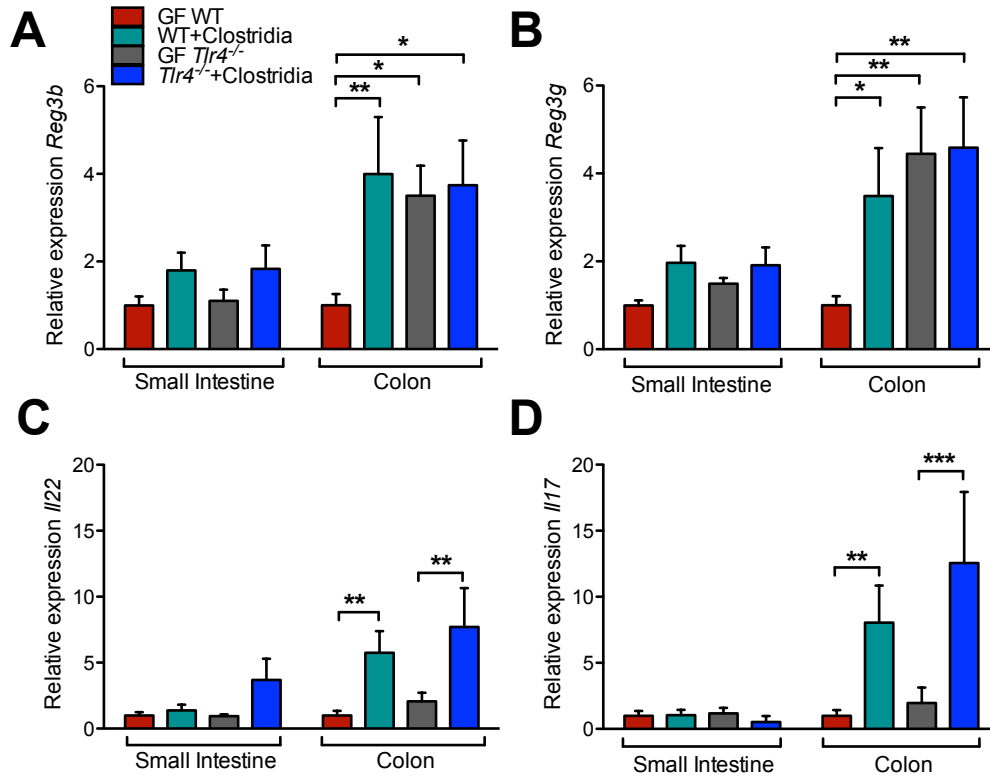 A
GF WT
WT+Clostridia
GF Tlr4-/-
Tlr4-/-+Clostridia
Relative expression Reg3b
6
4
2
0
**
*
*
Small Intestine
Colon
B
Relative expression Reg3g
6
4
2
0
*
**
**
Small Intestine
Colon
C
Relative expression Il22
20
15
10
5
0
**
**
Small Intestine
Colon
D
Relative expression Il17
20
15
10
5
0
**
***
Small Intestine
Colon